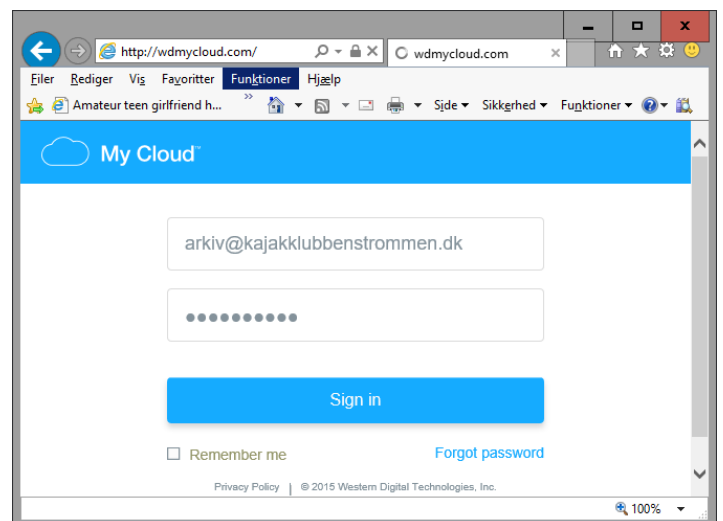 http://wdmycloud.com/
wdmycloud.com
Filer Rediger Vis Favoritter Funktioner Hjælp
Amateur teen girlfriend h... » Side Sikkerhed Funktioner
My Cloud™
arkiv@kajakklubbenstrommen.dk
●●●●●●●●●●
Sign in
Remember me Forgot password
Privacy Policy | © 2015 Western Digital Technologies, Inc.
100%